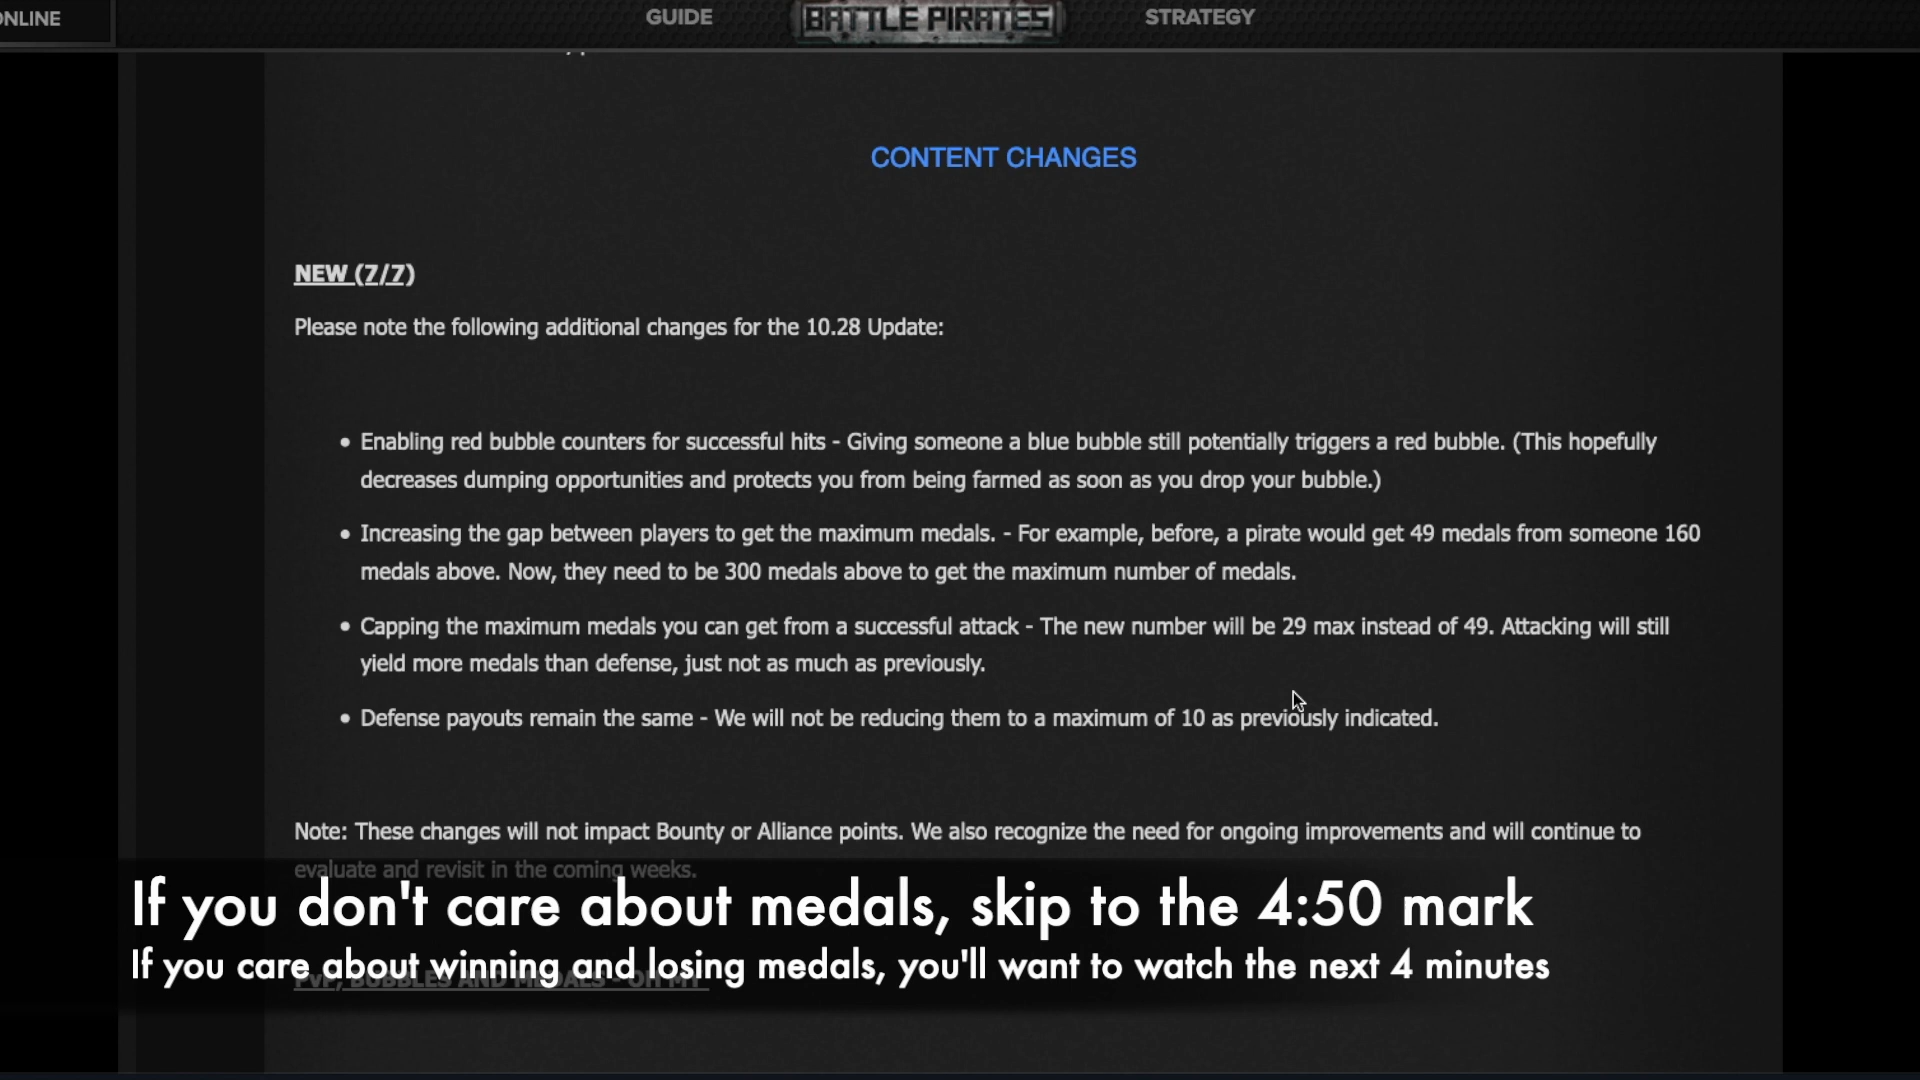 ONLINE
GUIDE
BATTLE PIRATES
STRATEGY
CONTENT CHANGES
NEW (7/7)
Please note the following additional changes for the 10.28 Update:
• Enabling red bubble counters for successful hits - Giving someone a blue bubble still potentially triggers a red bubble. (This hopefully
decreases dumping opportunities and protects you from being farmed as soon as you drop your bubble.)
• Increasing the gap between players to get the maximum medals. - For example, before, a pirate would get 49 medals from someone 160
medals above. Now, they need to be 300 medals above to get the maximum number of medals.
• Capping the maximum medals you can get from a successful attack - The new number will be 29 max instead of 49. Attacking will still
yield more medals than defense, just not as much as previously.
• Defense payouts remain the same - We will not be reducing them to a maximum of 10 as previously indicated.
Note: These changes will not impact Bounty or Alliance points. We also recognize the need for ongoing improvements and will continue to
evaluate and revisit in the coming weeks.
If you don't care about medals, skip to the 4:50 mark
If you care about winning and losing medals, you'll want to watch the next 4 minutes
PvP, BUBBLES AND MEDALS - OH MY